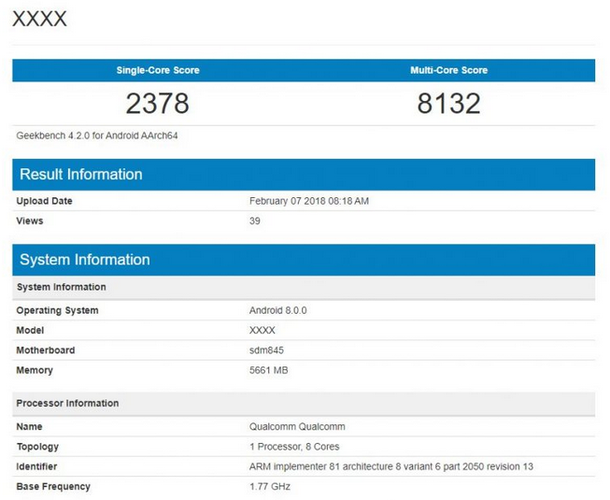 XXXX
Single-Core Score Multi-Core Score
2378 8132
Geekbench 4.2.0 for Android AArch64
Result Information
Upload Date February 07 2018 08:18 AM
Views 39
System Information
System Information
Operating System Android 8.0.0
Model XXXX
Motherboard sdm845
Memory 5661 MB
Processor Information
Name Qualcomm Qualcomm
Topology 1 Processor, 8 Cores
Identifier ARM implementer 81 architecture 8 variant 6 part 2050 revision 13
Base Frequency 1.77 GHz